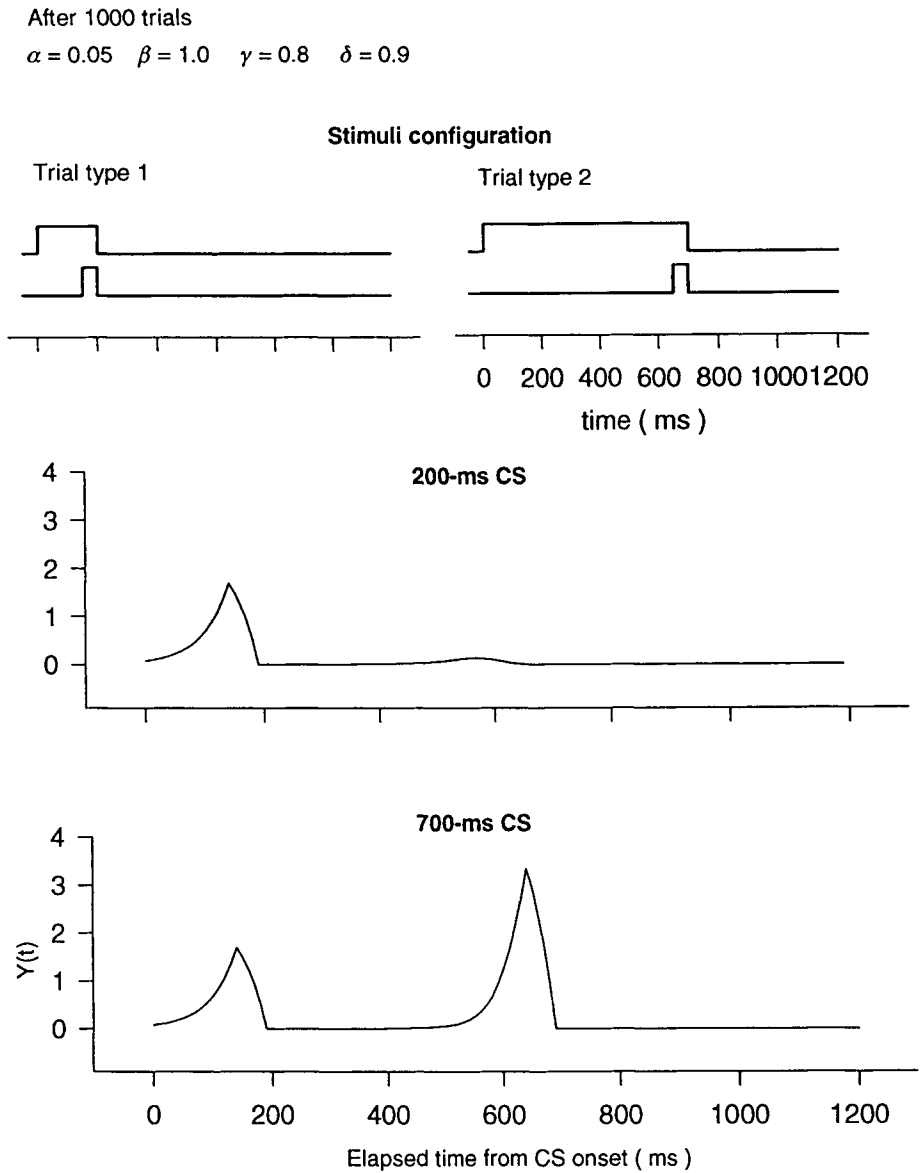 After 1000 trials
α = 0.05 β = 1.0 γ = 0.8 δ = 0.9
Stimuli configuration
Trial type 1
Trial type 2
0 200 400 600 800 1000 1200
time ( ms )
200-ms CS
4
3
2
1
0
700-ms CS
4
3
2
1
0
Y(t)
0 200 400 600 800 1000 1200
Elapsed time from CS onset ( ms )